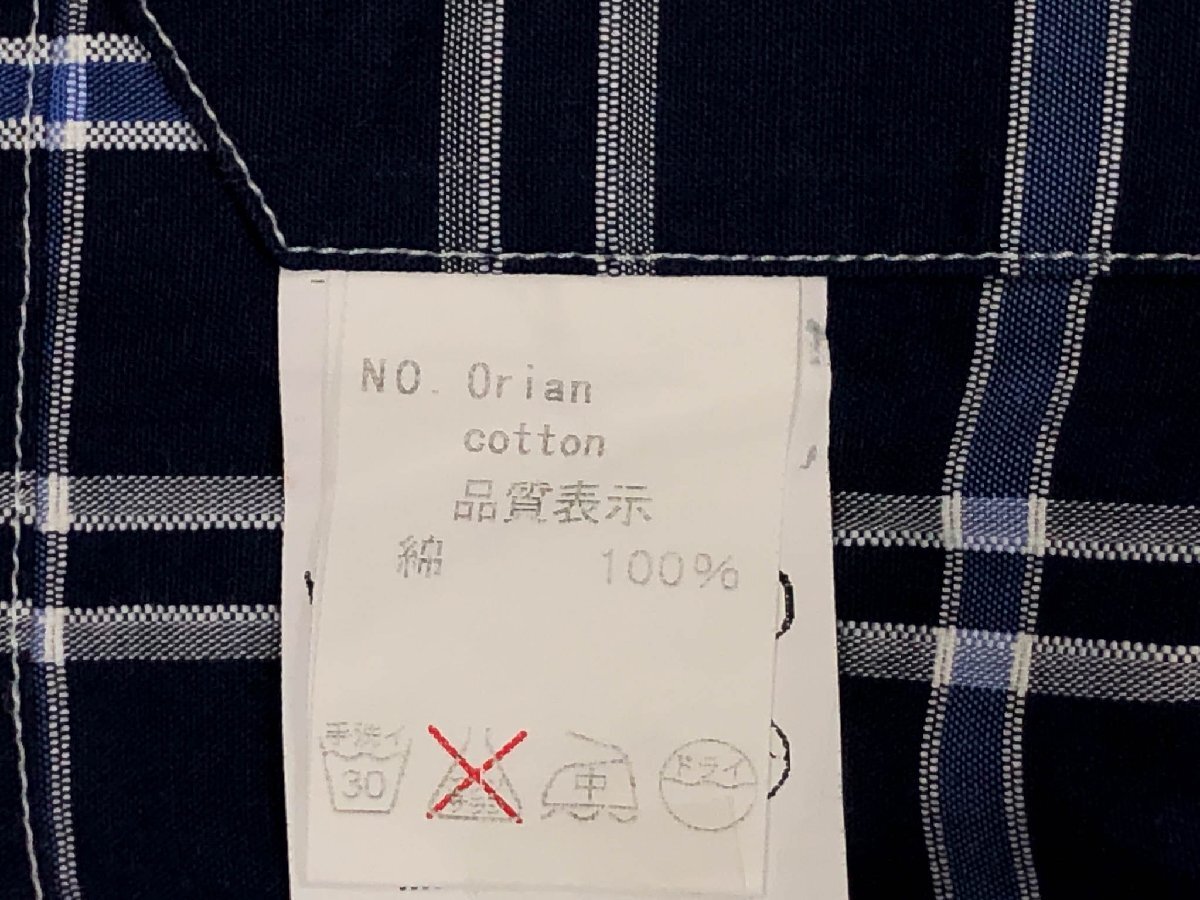 NO. Orian
cotton
品質表示
綿 100%
手洗イ
30
中
ドライ